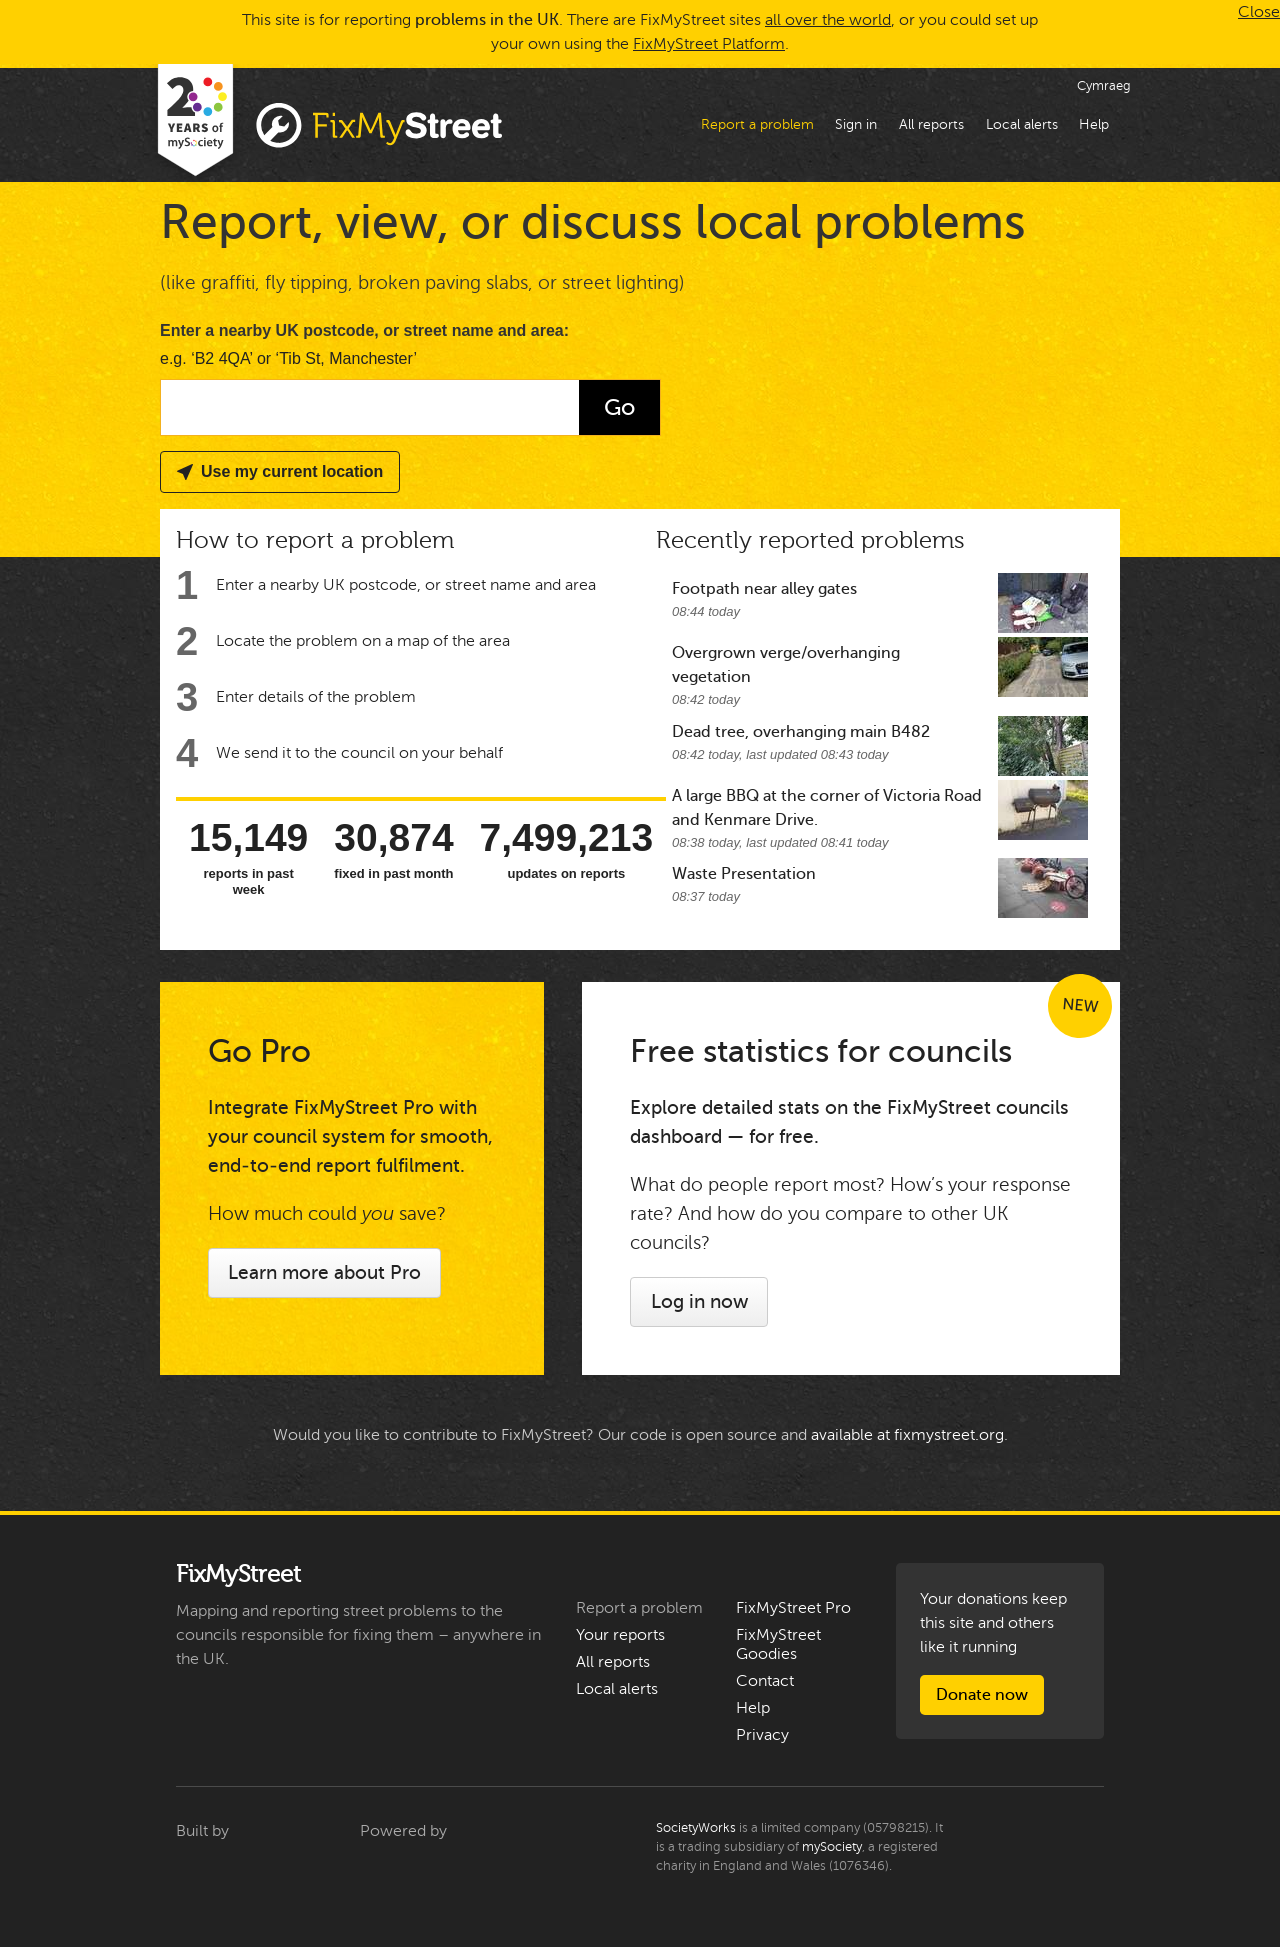 This site is for reporting problems in the UK. There are FixMyStreet sites all over the world, or you could set up
your own using the FixMyStreet Platform.
Close
Cymraeg
20
YEARS of
mySociety
FixMyStreet
Report a problem
Sign in
All reports
Local alerts
Help
Report, view, or discuss local problems
(like graffiti, fly tipping, broken paving slabs, or street lighting)
Enter a nearby UK postcode, or street name and area:
e.g. ‘B2 4QA’ or ‘Tib St, Manchester’
Go
Use my current location
How to report a problem
1 Enter a nearby UK postcode, or street name and area
2 Locate the problem on a map of the area
3 Enter details of the problem
4 We send it to the council on your behalf
15,149
reports in past
week
30,874
fixed in past month
7,499,213
updates on reports
Recently reported problems
Footpath near alley gates
08:44 today
Overgrown verge/overhanging
vegetation
08:42 today
Dead tree, overhanging main B482
08:42 today, last updated 08:43 today
A large BBQ at the corner of Victoria Road
and Kenmare Drive.
08:38 today, last updated 08:41 today
Waste Presentation
08:37 today
Go Pro
Integrate FixMyStreet Pro with
your council system for smooth,
end-to-end report fulfilment.
How much could you save?
Learn more about Pro
NEW
Free statistics for councils
Explore detailed stats on the FixMyStreet councils
dashboard — for free.
What do people report most? How’s your response
rate? And how do you compare to other UK
councils?
Log in now
Would you like to contribute to FixMyStreet? Our code is open source and available at fixmystreet.org.
FixMyStreet
Mapping and reporting street problems to the
councils responsible for fixing them – anywhere in
the UK.
Report a problem
Your reports
All reports
Local alerts
FixMyStreet Pro
FixMyStreet
Goodies
Contact
Help
Privacy
Your donations keep
this site and others
like it running
Donate now
Built by
Powered by
SocietyWorks is a limited company (05798215). It
is a trading subsidiary of mySociety, a registered
charity in England and Wales (1076346).